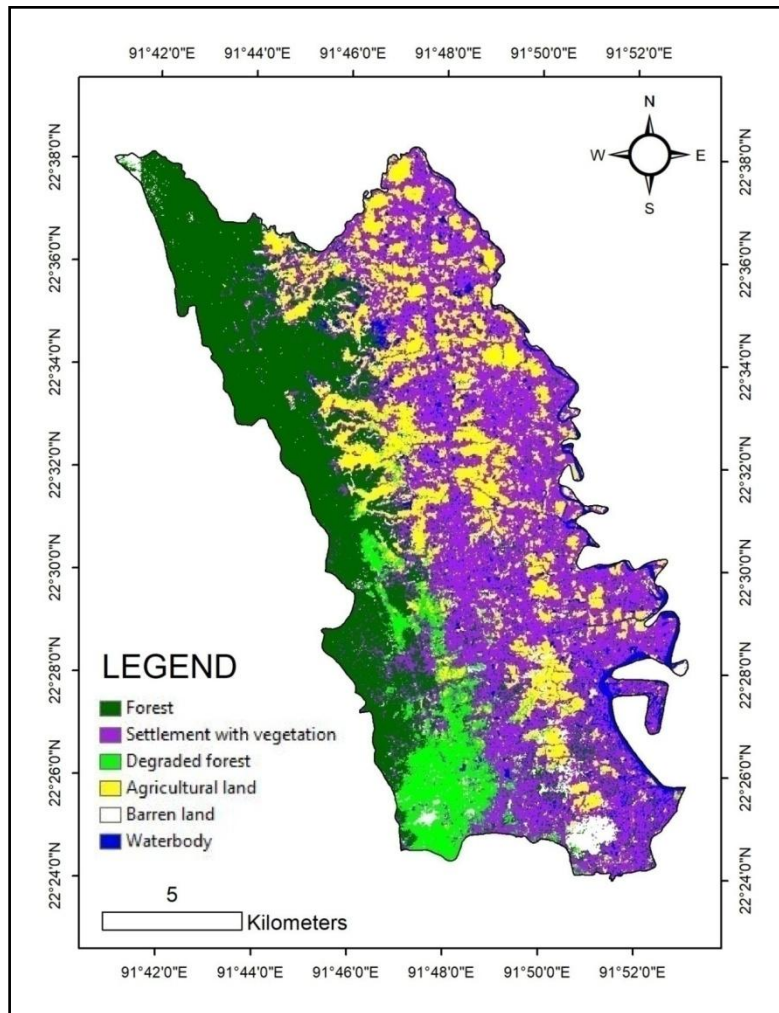 91°42'0"E 91°44'0"E 91°46'0"E 91°48'0"E 91°50'0"E 91°52'0"E
N
W E
S
22°38'0"N 22°38'0"N
22°36'0"N 22°36'0"N
22°34'0"N 22°34'0"N
22°32'0"N 22°32'0"N
22°30'0"N 22°30'0"N
22°28'0"N 22°28'0"N
22°26'0"N 22°26'0"N
22°24'0"N 22°24'0"N
LEGEND
Forest
Settlement with vegetation
Degraded forest
Agricultural land
Barren land
Waterbody
5
Kilometers
91°42'0"E 91°44'0"E 91°46'0"E 91°48'0"E 91°50'0"E 91°52'0"E